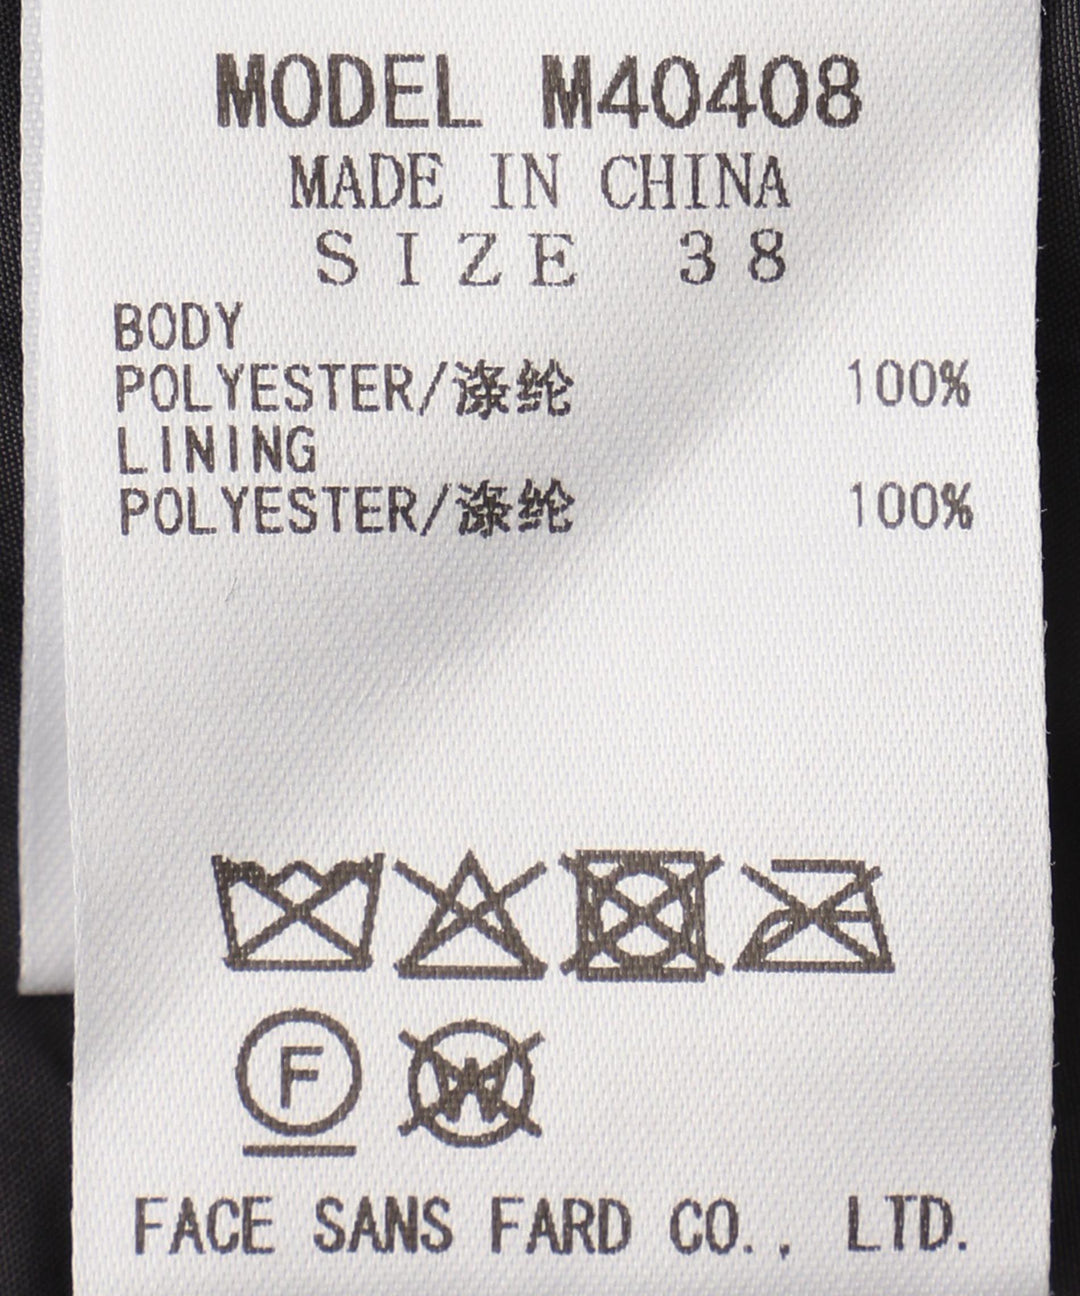 MODEL M40408
MADE IN CHINA
SIZE 38
BODY
POLYESTER/涤纶 100%
LINING
POLYESTER/涤纶 100%
F W
FACE SANS FARD CO., LTD.